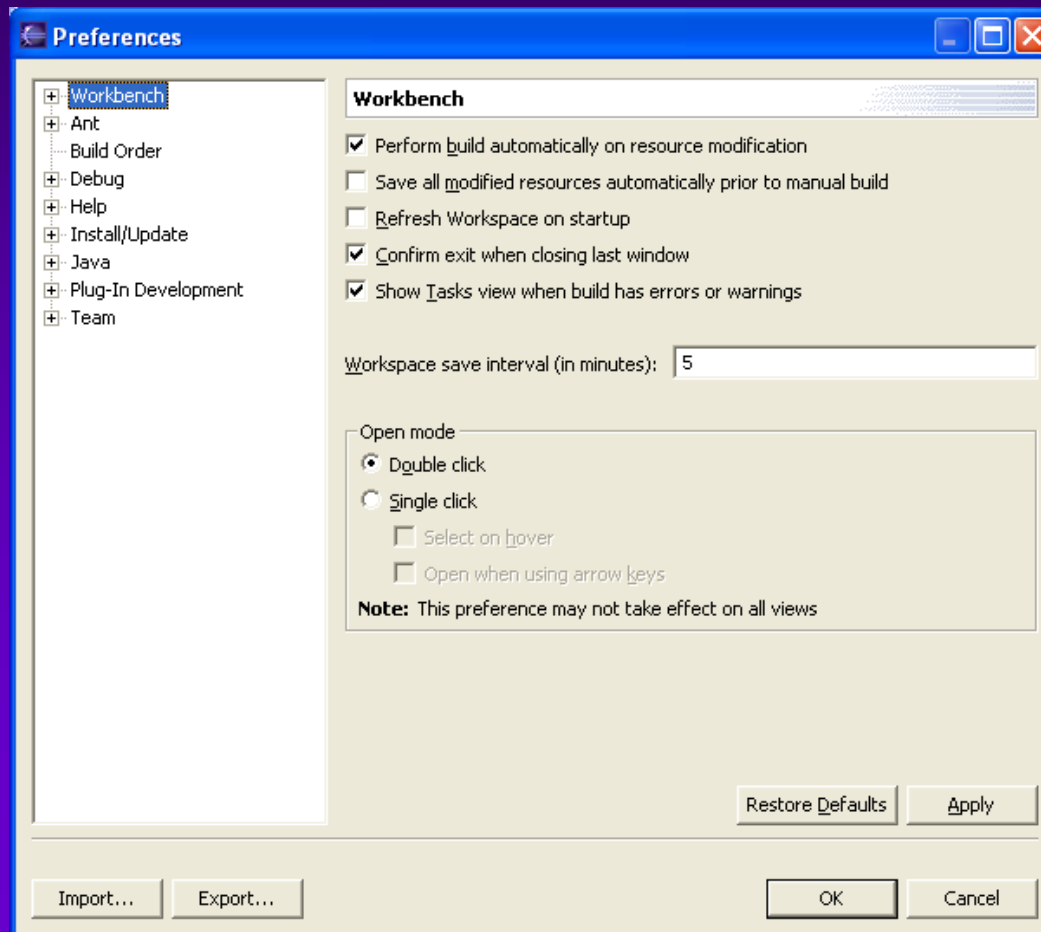 Preferences
Workbench
Ant
Build Order
Debug
Help
Install/Update
Java
Plug-In Development
Team
Workbench
Perform build automatically on resource modification
Save all modified resources automatically prior to manual build
Refresh Workspace on startup
Confirm exit when closing last window
Show Tasks view when build has errors or warnings
Workspace save interval (in minutes): 5
Open mode
Double click
Single click
Select on hover
Open when using arrow keys
Note: This preference may not take effect on all views
Restore Defaults Apply
Import... Export... OK Cancel